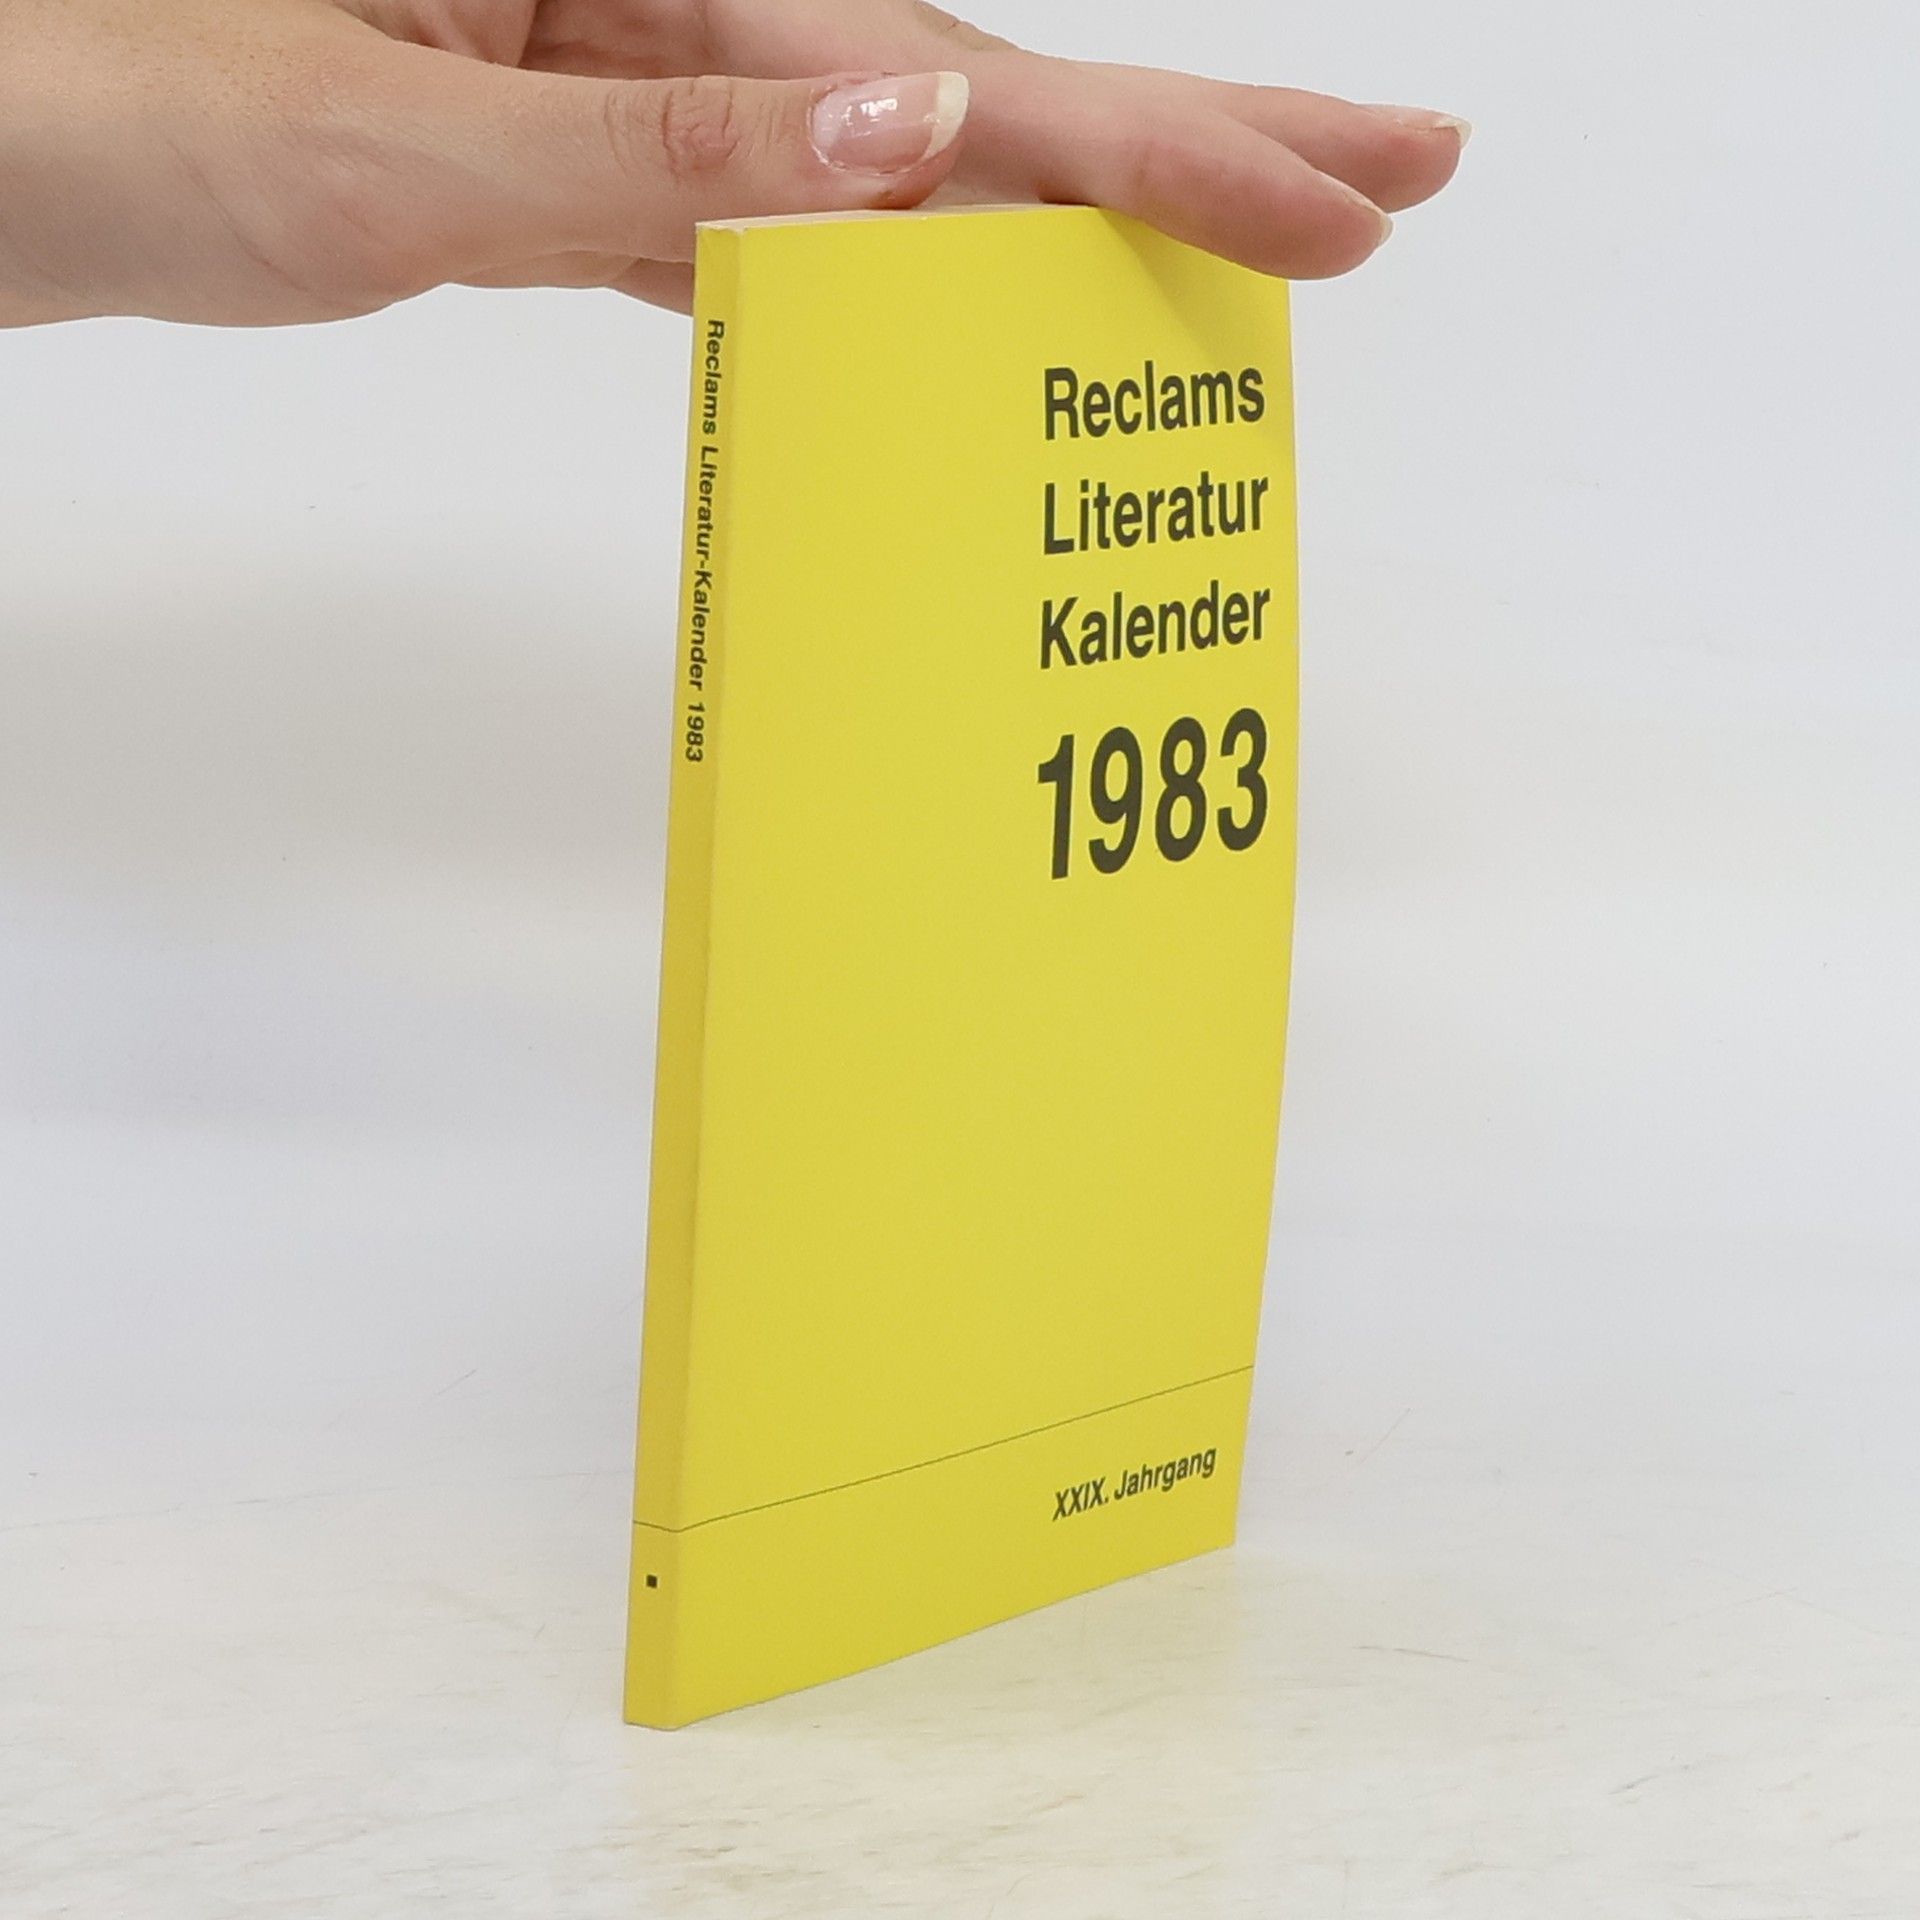 Reclams Literatur-Kalender 1983
Reclams
Literatur
Kalender
1983
XXIX. Jahrgang